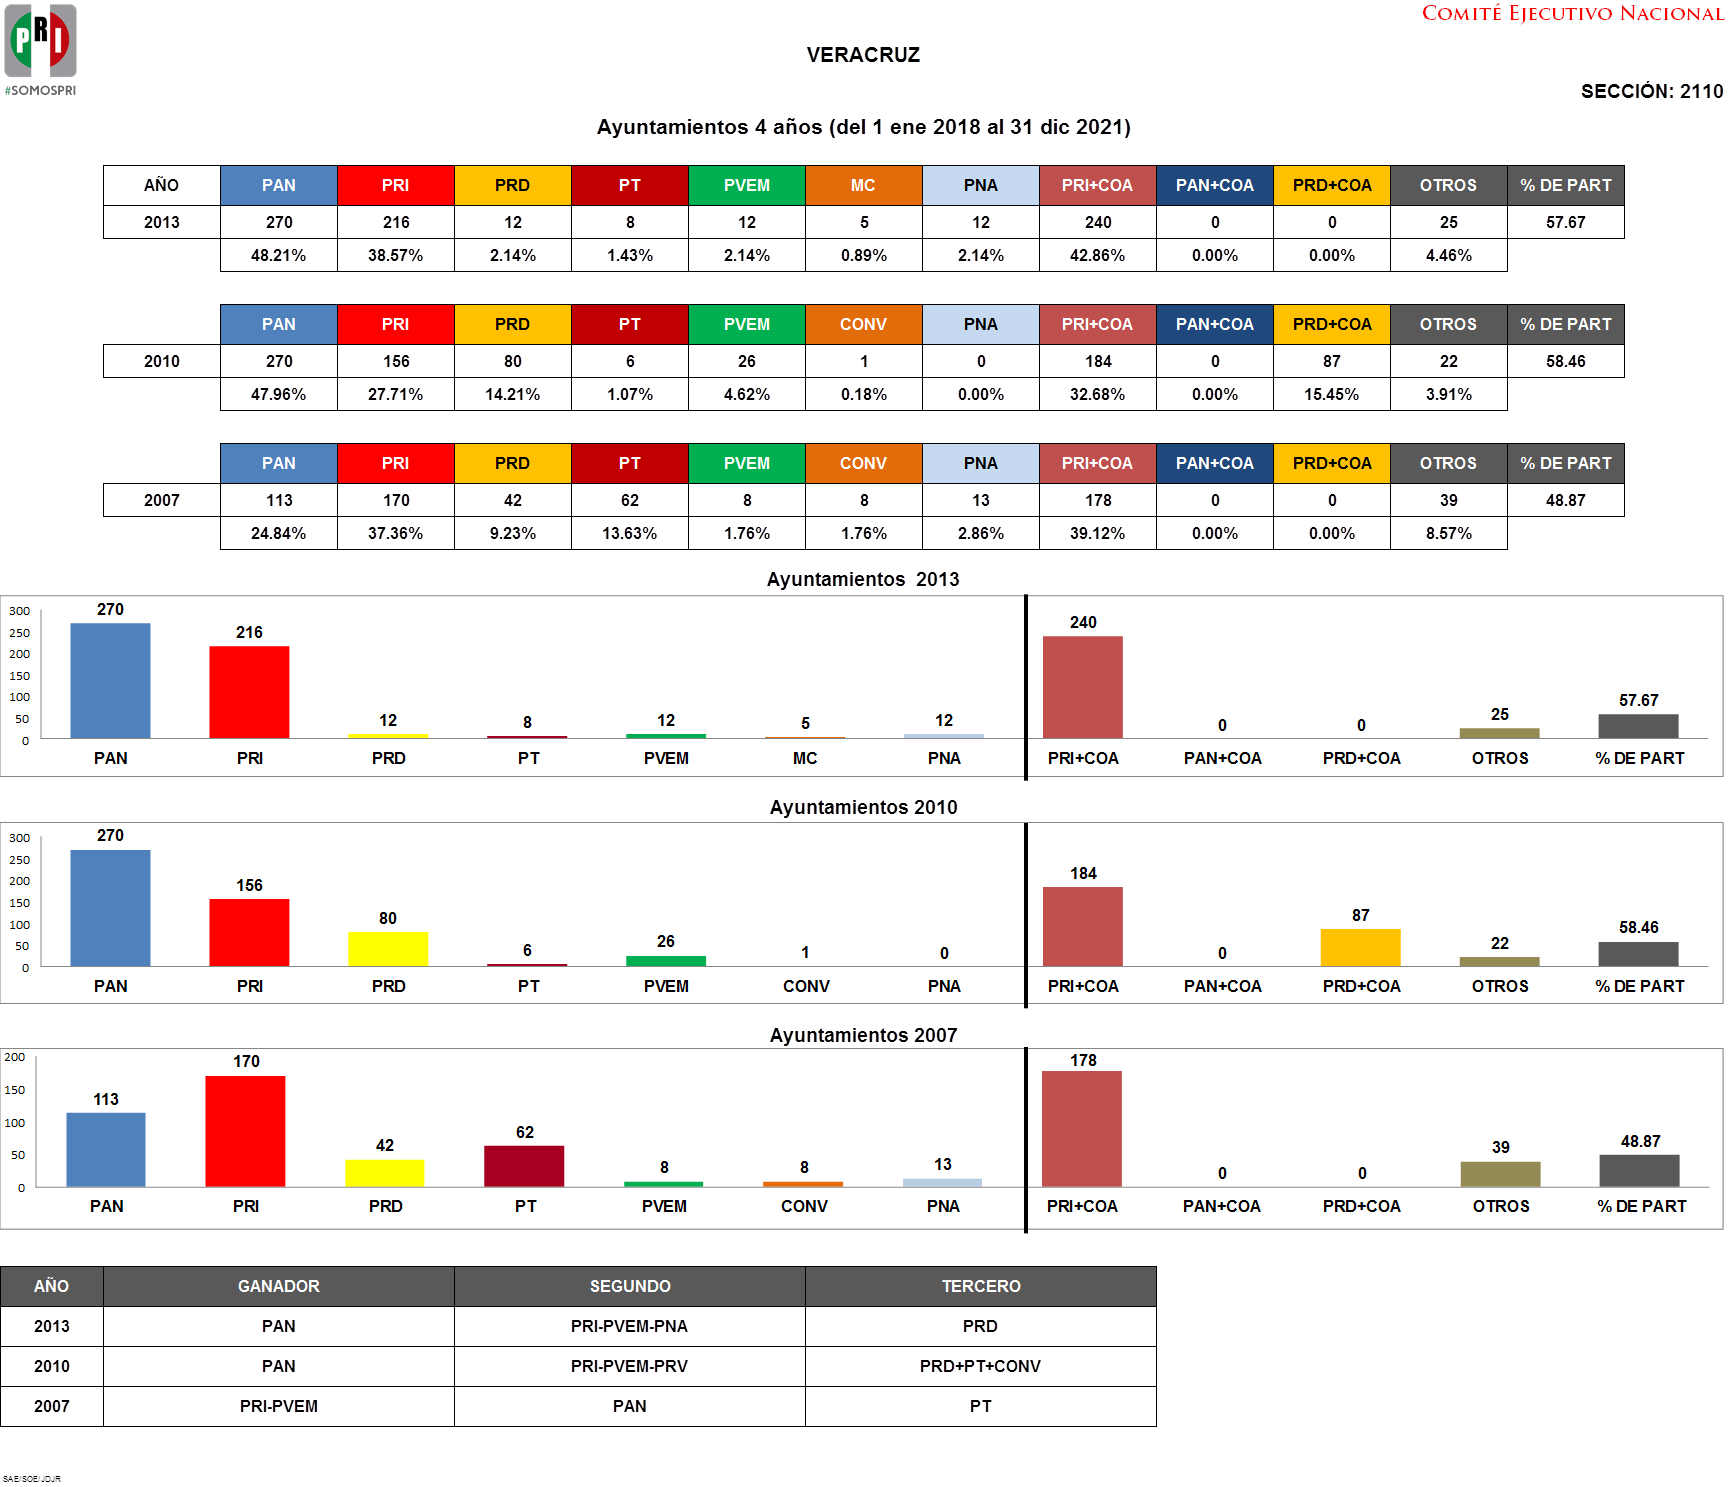 PRI
#SOMOSPRI
COMITÉ EJECUTIVO NACIONAL
VERACRUZ
SECCIÓN: 2110
Ayuntamientos 4 años (del 1 ene 2018 al 31 dic 2021)
AÑO PAN PRI PRD PT PVEM MC PNA PRI+COA PAN+COA PRD+COA OTROS % DE PART
2013 270 216 12 8 12 5 12 240 0 0 25 57.67
48.21% 38.57% 2.14% 1.43% 2.14% 0.89% 2.14% 42.86% 0.00% 0.00% 4.46%
PAN PRI PRD PT PVEM CONV PNA PRI+COA PAN+COA PRD+COA OTROS % DE PART
2010 270 156 80 6 26 1 0 184 0 87 22 58.46
47.96% 27.71% 14.21% 1.07% 4.62% 0.18% 0.00% 32.68% 0.00% 15.45% 3.91%
PAN PRI PRD PT PVEM CONV PNA PRI+COA PAN+COA PRD+COA OTROS % DE PART
2007 113 170 42 62 8 8 13 178 0 0 39 48.87
24.84% 37.36% 9.23% 13.63% 1.76% 1.76% 2.86% 39.12% 0.00% 0.00% 8.57%
Ayuntamientos 2013
300
250
200
150
100
50
0
270 216 12 8 12 5 12 240 0 0 25 57.67
PAN PRI PRD PT PVEM MC PNA PRI+COA PAN+COA PRD+COA OTROS % DE PART
Ayuntamientos 2010
300
250
200
150
100
50
0
270 156 80 6 26 1 0 184 0 87 22 58.46
PAN PRI PRD PT PVEM CONV PNA PRI+COA PAN+COA PRD+COA OTROS % DE PART
Ayuntamientos 2007
200
150
100
50
0
113 170 42 62 8 8 13 178 0 0 39 48.87
PAN PRI PRD PT PVEM CONV PNA PRI+COA PAN+COA PRD+COA OTROS % DE PART
AÑO GANADOR SEGUNDO TERCERO
2013 PAN PRI-PVEM-PNA PRD
2010 PAN PRI-PVEM-PRV PRD+PT+CONV
2007 PRI-PVEM PAN PT
SAE/SOE/JDJR